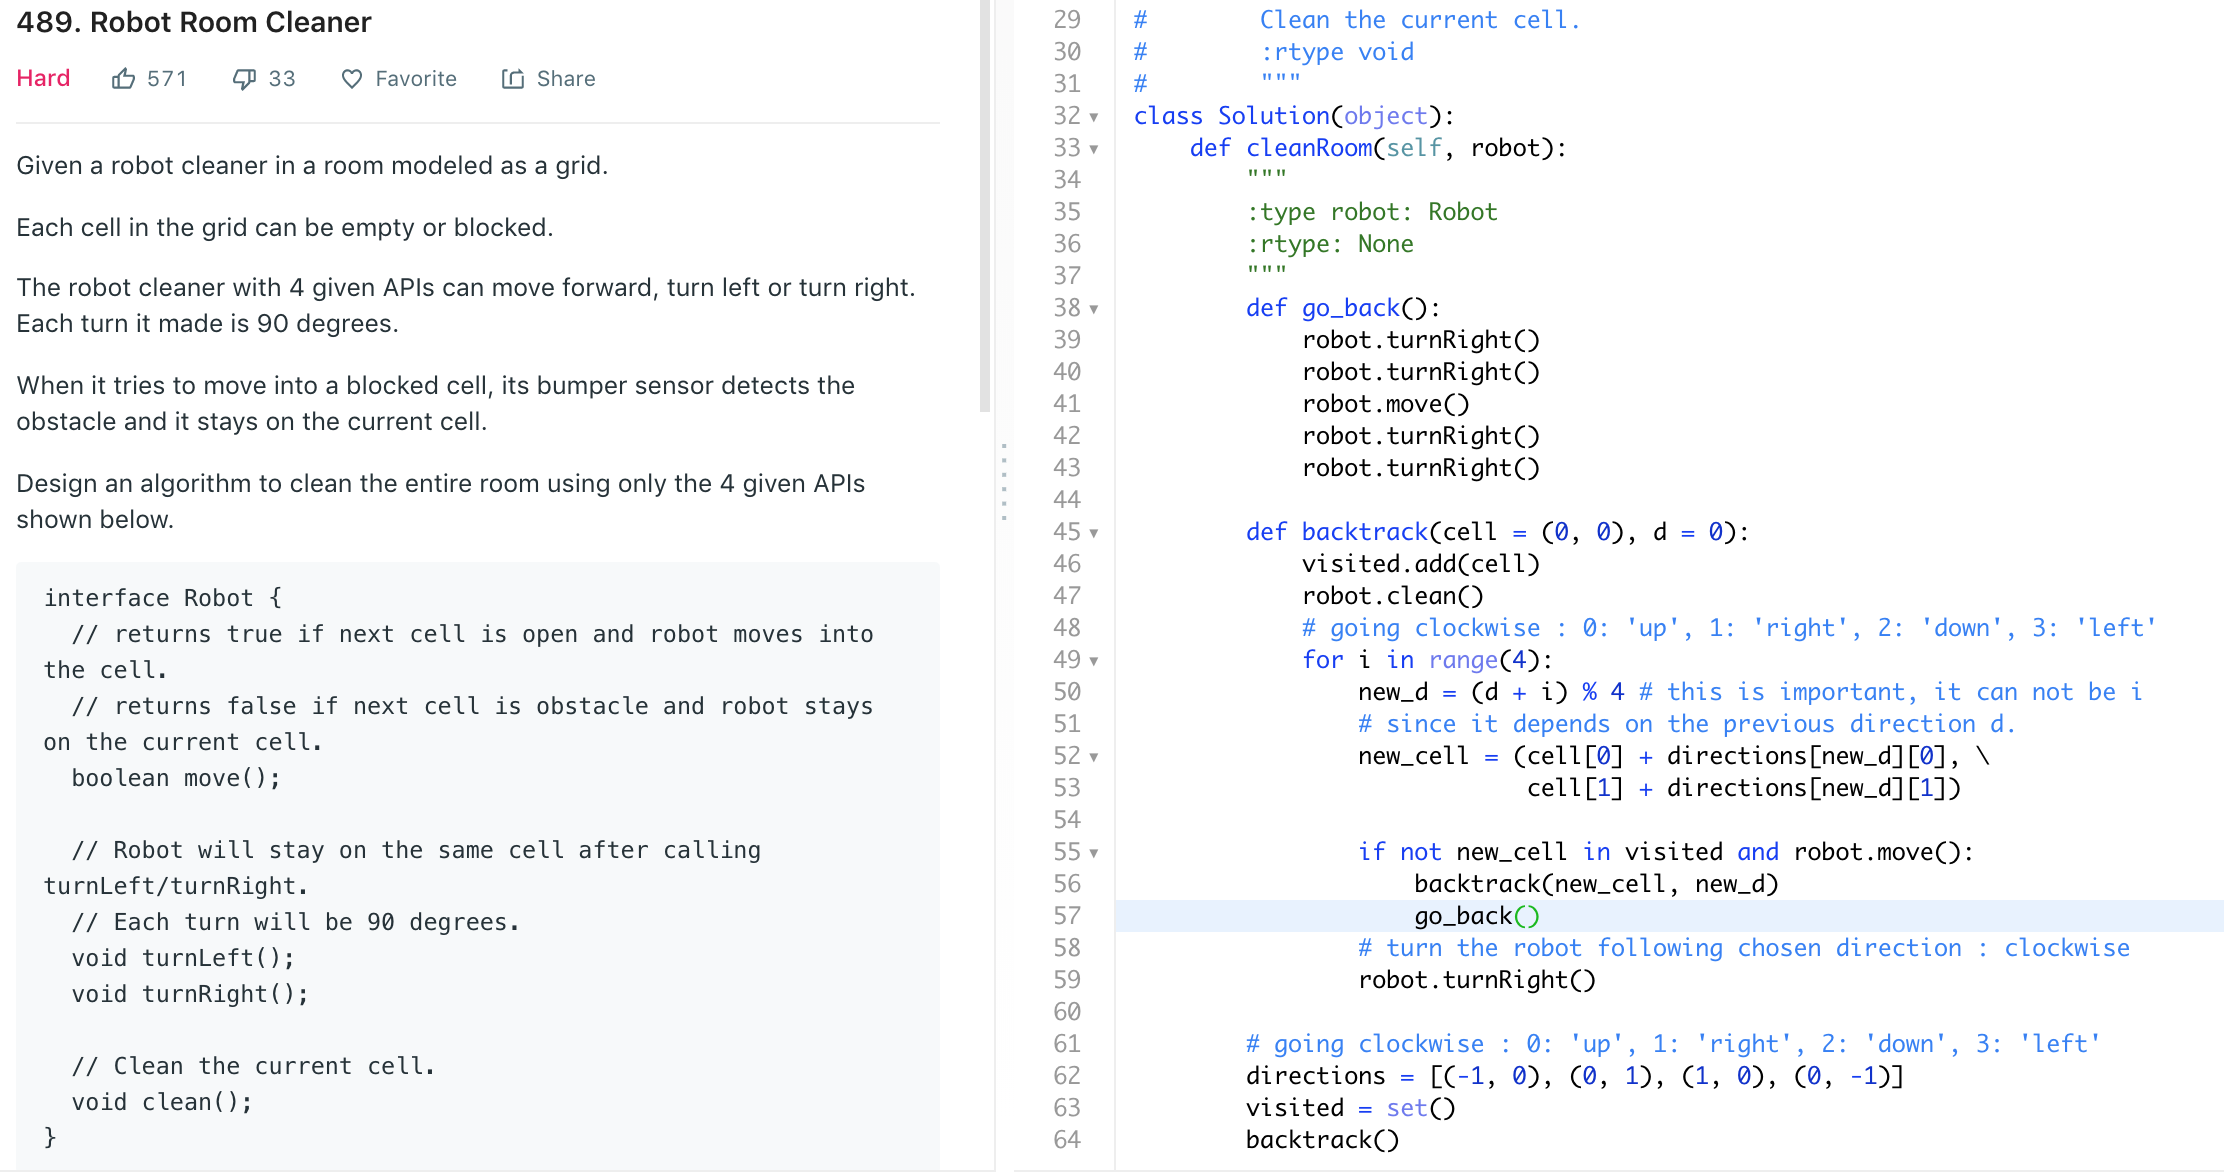 489. Robot Room Cleaner
Hard 571 33 Favorite Share
Given a robot cleaner in a room modeled as a grid.
Each cell in the grid can be empty or blocked.
The robot cleaner with 4 given APIs can move forward, turn left or turn right.
Each turn it made is 90 degrees.
When it tries to move into a blocked cell, its bumper sensor detects the
obstacle and it stays on the current cell.
Design an algorithm to clean the entire room using only the 4 given APIs
shown below.
interface Robot {
  // returns true if next cell is open and robot moves into
the cell.
  // returns false if next cell is obstacle and robot stays
on the current cell.
  boolean move();
  // Robot will stay on the same cell after calling
turnLeft/turnRight.
  // Each turn will be 90 degrees.
  void turnLeft();
  void turnRight();
  // Clean the current cell.
  void clean();
}
29 #        Clean the current cell.
30 #        :rtype void
31 #        """
32 class Solution(object):
33     def cleanRoom(self, robot):
34         """
35         :type robot: Robot
36         :rtype: None
37         """
38         def go_back():
39             robot.turnRight()
40             robot.turnRight()
41             robot.move()
42             robot.turnRight()
43             robot.turnRight()
44
45         def backtrack(cell = (0, 0), d = 0):
46             visited.add(cell)
47             robot.clean()
48             # going clockwise : 0: 'up', 1: 'right', 2: 'down', 3: 'left'
49             for i in range(4):
50                 new_d = (d + i) % 4 # this is important, it can not be i
51                 # since it depends on the previous direction d.
52                 new_cell = (cell[0] + directions[new_d][0], \
53                             cell[1] + directions[new_d][1])
54
55                 if not new_cell in visited and robot.move():
56                     backtrack(new_cell, new_d)
57                     go_back()
58                 # turn the robot following chosen direction : clockwise
59                 robot.turnRight()
60
61         # going clockwise : 0: 'up', 1: 'right', 2: 'down', 3: 'left'
62         directions = [(-1, 0), (0, 1), (1, 0), (0, -1)]
63         visited = set()
64         backtrack()